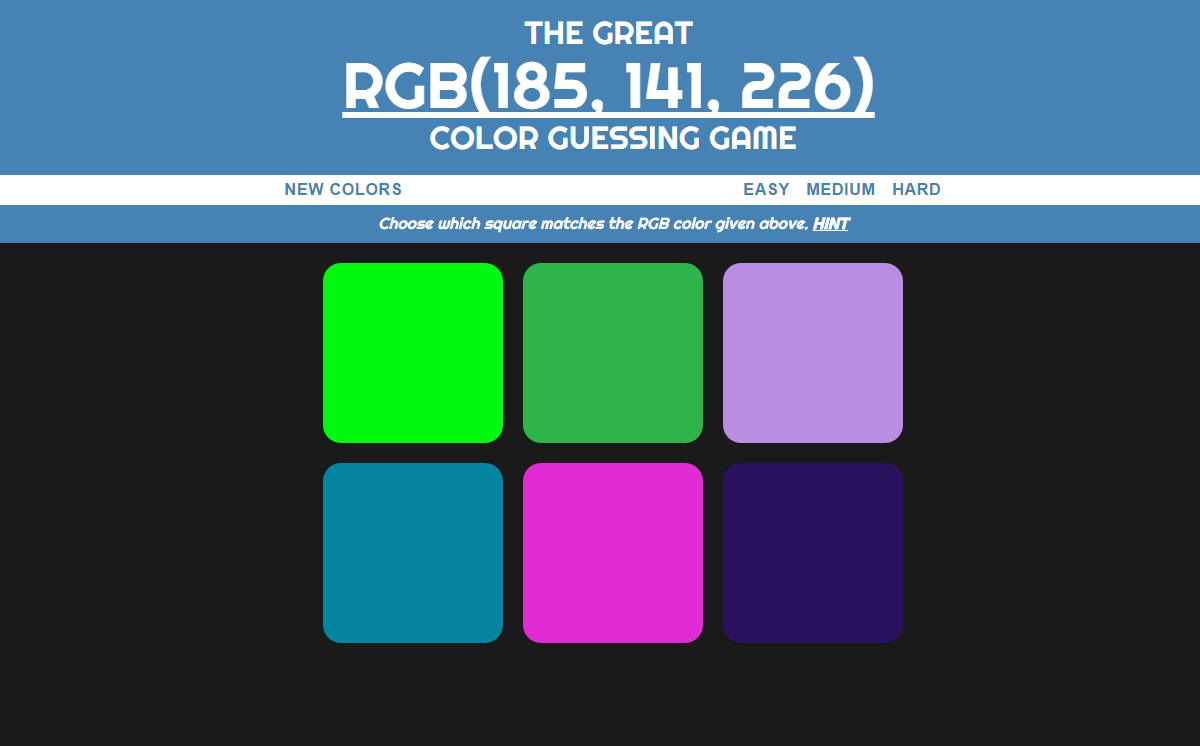 THE GREAT
RGB(185, 141, 226)
COLOR GUESSING GAME
NEW COLORS EASY MEDIUM HARD
Choose which square matches the RGB color given above. HINT